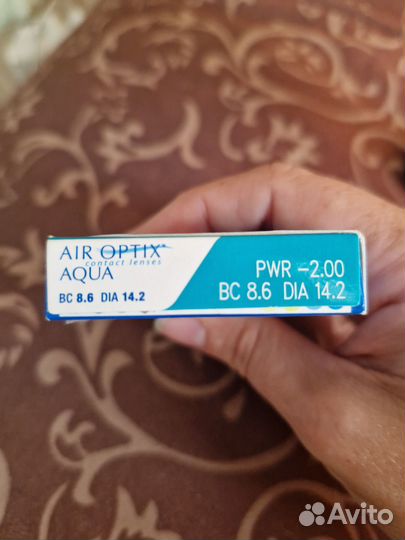 AIR OPTIX®
contact lenses
AQUA
BC 8.6 DIA 14.2
PWR -2.00
BC 8.6 DIA 14.2
Avito